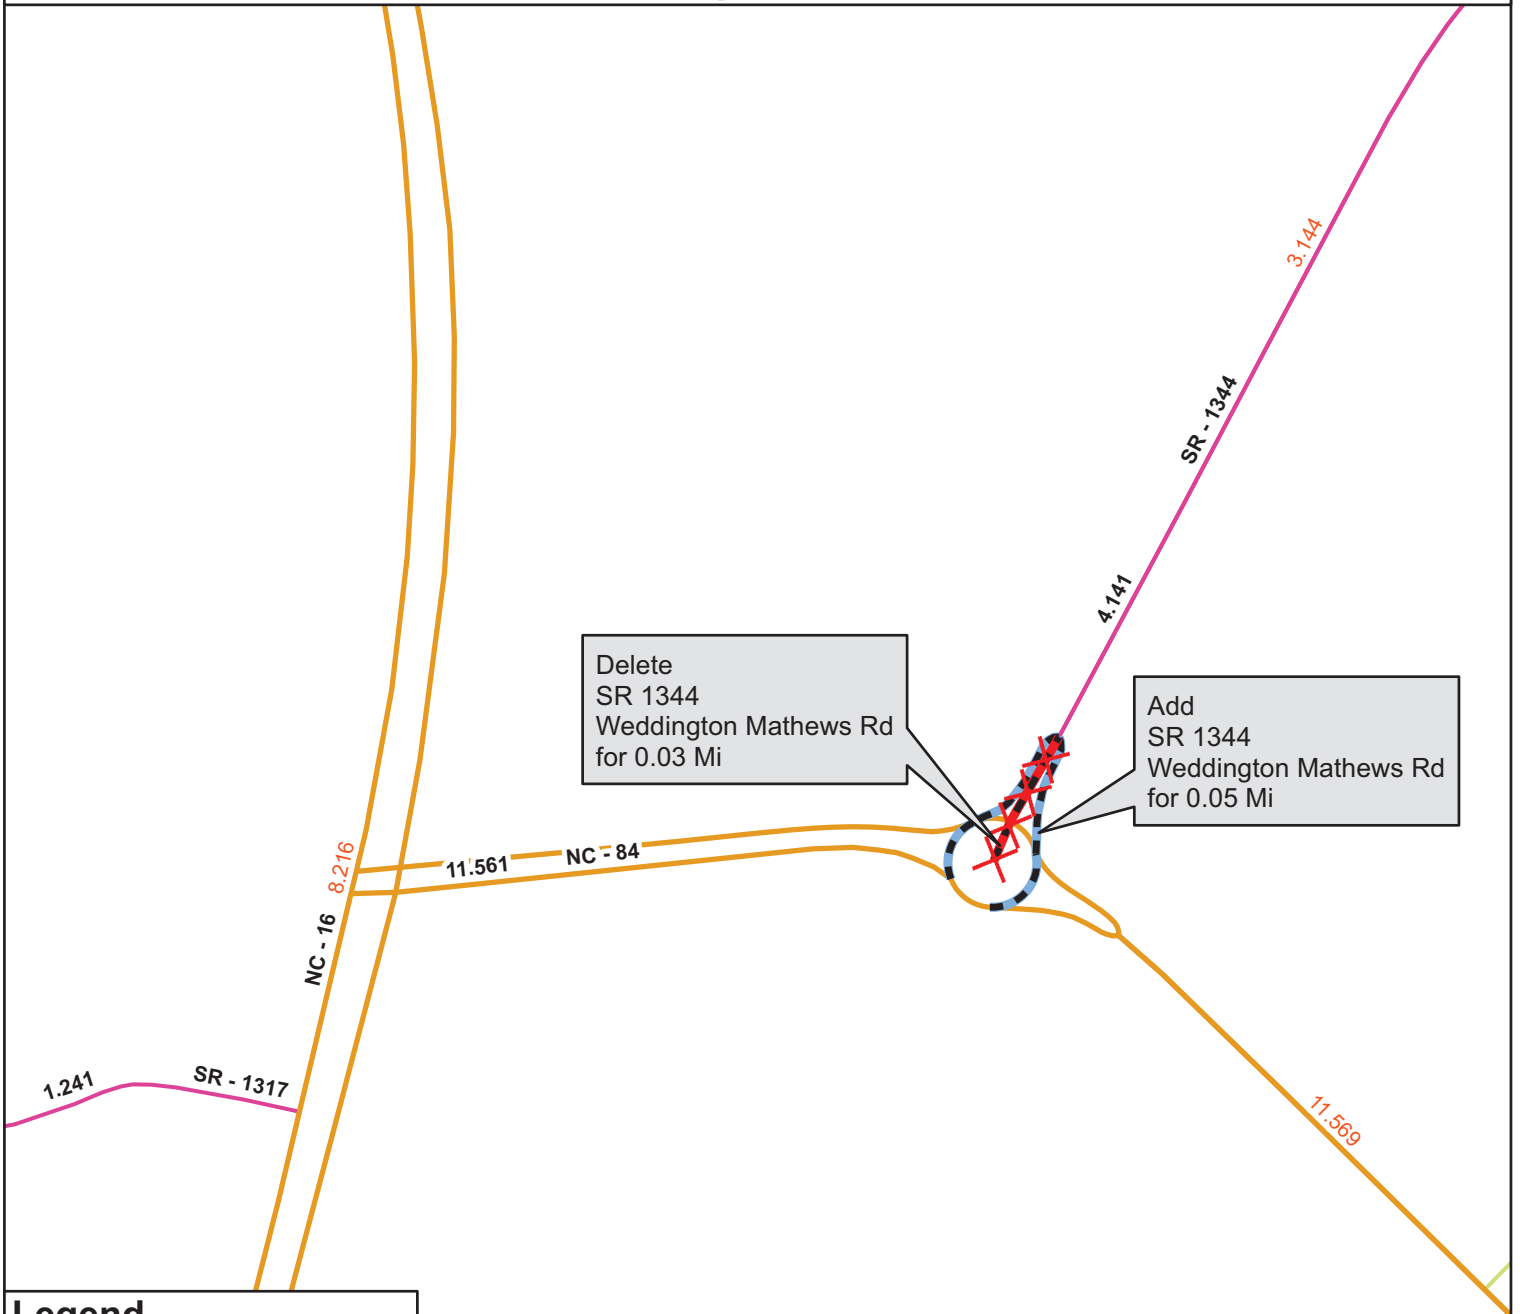 3.144
SR - 1344
4.141
Delete
SR 1344
Weddington Mathews Rd
for 0.03 Mi
Add
SR 1344
Weddington Mathews Rd
for 0.05 Mi
8.216
11.561
NC - 84
NC - 16
1.241
SR - 1317
11.569
Legend